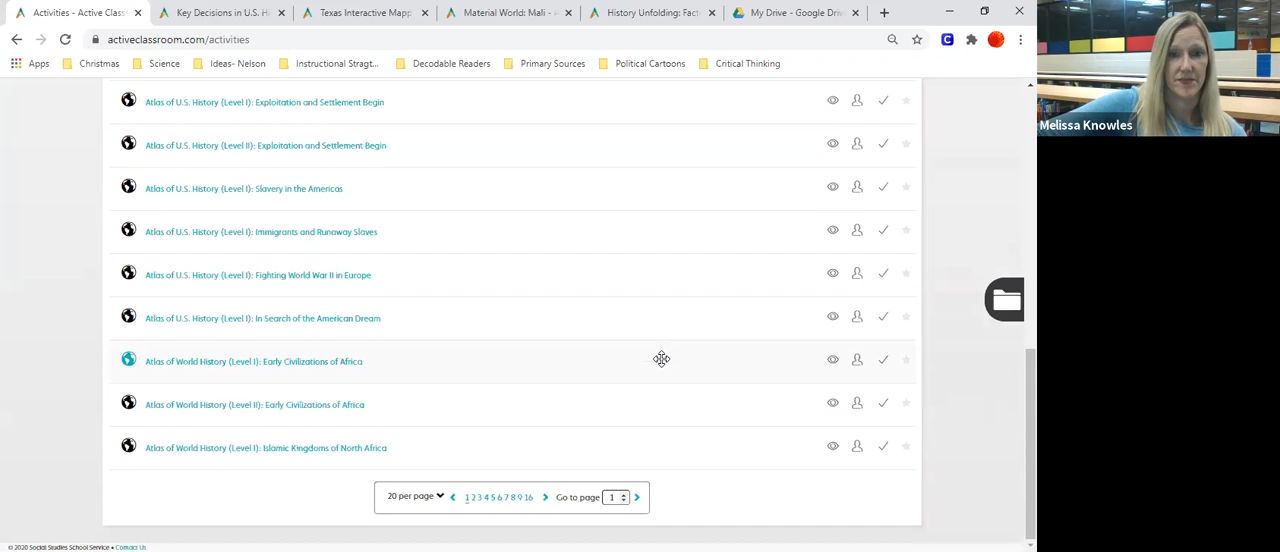 Activities - Active Classr
Key Decisions in U.S. Hi
Texas Interactive Mapp
Material World: Mali -
History Unfolding: Fact
My Drive - Google Driv
activeclassroom.com/activities
Apps
Christmas
Science
Ideas- Nelson
Instructional Stragt...
Double Readers
Primary Sources
Political Cartoons
Critical Thinking
Melissa Knowles
Atlas of U.S. History (Level I): Exploitation and Settlement Begin
Atlas of U.S. History (Level II): Exploitation and Settlement Begin
Atlas of U.S. History (Level I): Slavery in the Americas
Atlas of U.S. History (Level I): Immigrants and Runaway Slaves
Atlas of U.S. History (Level I): Fighting World War II in Europe
Atlas of U.S. History (Level I): In Search of the American Dream
Atlas of World History (Level I): Early Civilizations of Africa
Atlas of World History (Level II): Early Civilizations of Africa
Atlas of World History (Level I): Islamic Kingdoms of North Africa
20 per page 1 2 3 4 5 6 7 8 9 16 Go to page 1
© 2020 Social Studies School Service • Contact Us